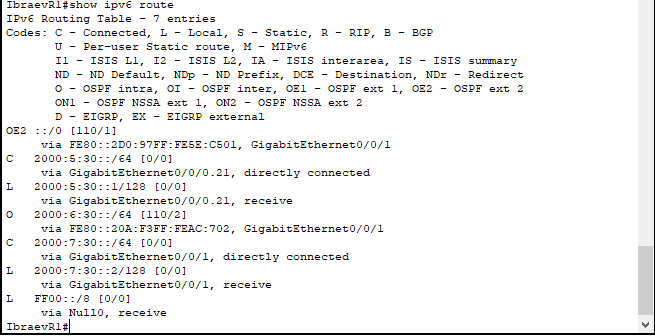 IbraevR1#show ipv6 route
IPv6 Routing Table - 7 entries
Codes: C - Connected, L - Local, S - Static, R - RIP, B - BGP
U - Per-user Static route, M - MIPv6
I1 - ISIS L1, I2 - ISIS L2, IA - ISIS interarea, IS - ISIS summary
ND - ND Default, NDp - ND Prefix, DCE - Destination, NDr - Redirect
O - OSPF intra, OI - OSPF inter, OE1 - OSPF ext 1, OE2 - OSPF ext 2
ON1 - OSPF NSSA ext 1, ON2 - OSPF NSSA ext 2
D - EIGRP, EX - EIGRP external
OE2 ::/0 [110/1]
via FE80::2D0:97FF:FE5E:C501, GigabitEthernet0/0/1
C 2000:5:30::/64 [0/0]
via GigabitEthernet0/0/0.21, directly connected
L 2000:5:30::1/128 [0/0]
via GigabitEthernet0/0/0.21, receive
O 2000:6:30::/64 [110/2]
via FE80::20A:F3FF:FEAC:702, GigabitEthernet0/0/1
C 2000:7:30::/64 [0/0]
via GigabitEthernet0/0/1, directly connected
L 2000:7:30::2/128 [0/0]
via GigabitEthernet0/0/1, receive
L FF00::/8 [0/0]
via Null0, receive
IbraevR1#